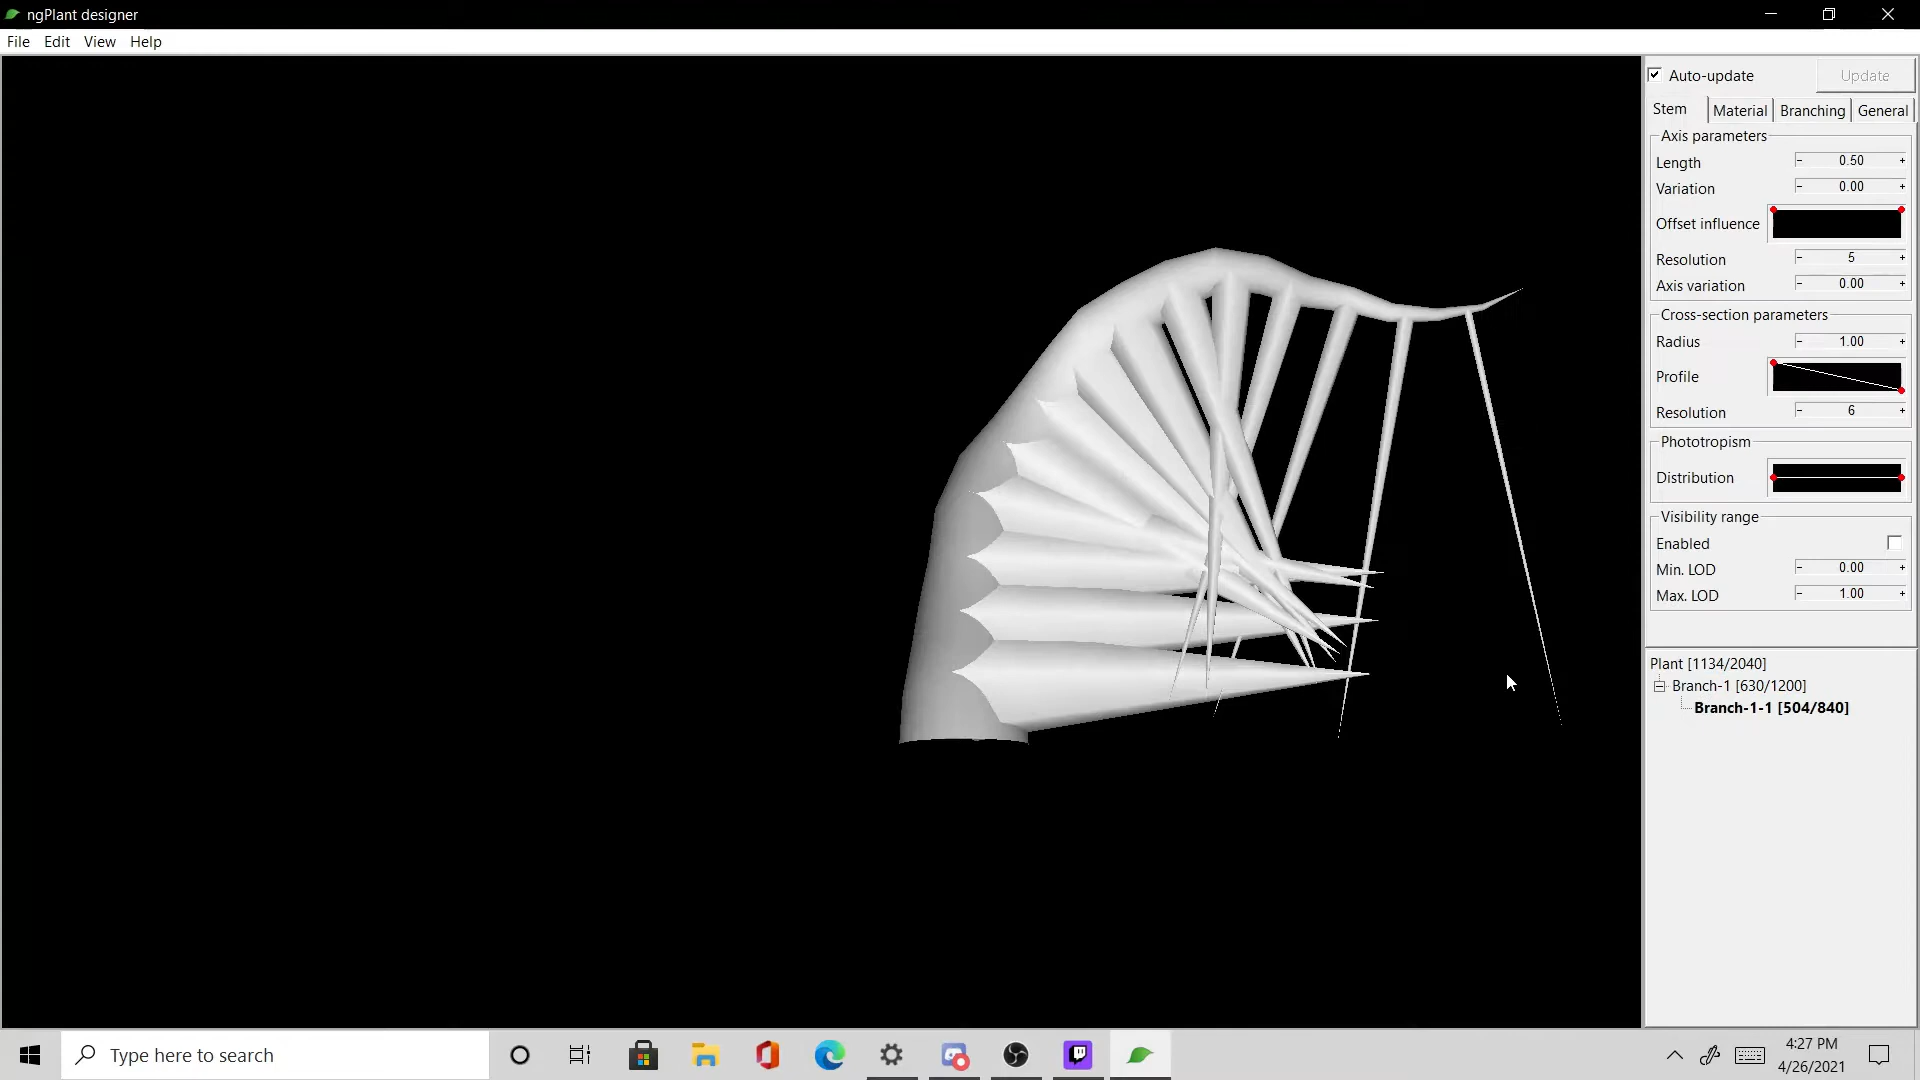 ngPlant designer
File Edit View Help
Auto-update Update
Stem Material Branching General
Axis parameters
Length - 0.50 +
Variation - 0.00 +
Offset influence
Resolution - 5 +
Axis variation - 0.00 +
Cross-section parameters
Radius - 1.00 +
Profile
Resolution - 6 +
Phototropism
Distribution
Visibility range
Enabled
Min. LOD - 0.00 +
Max. LOD - 1.00 +
Plant [1134/2040]
Branch-1 [630/1200]
Branch-1-1 [504/840]
Type here to search
4:27 PM
4/26/2021